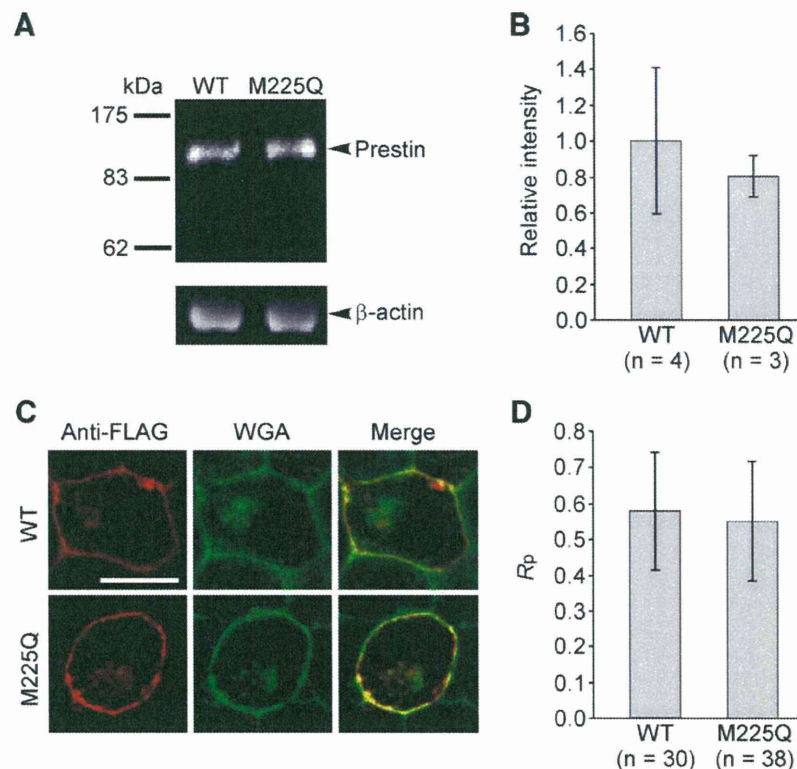 A
kDa
WT M225Q
175
83
62
Prestin
β-actin
B
Relative intensity
1.6
1.4
1.2
1.0
0.8
0.6
0.4
0.2
0.0
WT M225Q
(n = 4) (n = 3)
C
Anti-FLAG WGA Merge
WT
M225Q
D
Rp
0.8
0.7
0.6
0.5
0.4
0.3
0.2
0.1
0.0
WT M225Q
(n = 30) (n = 38)